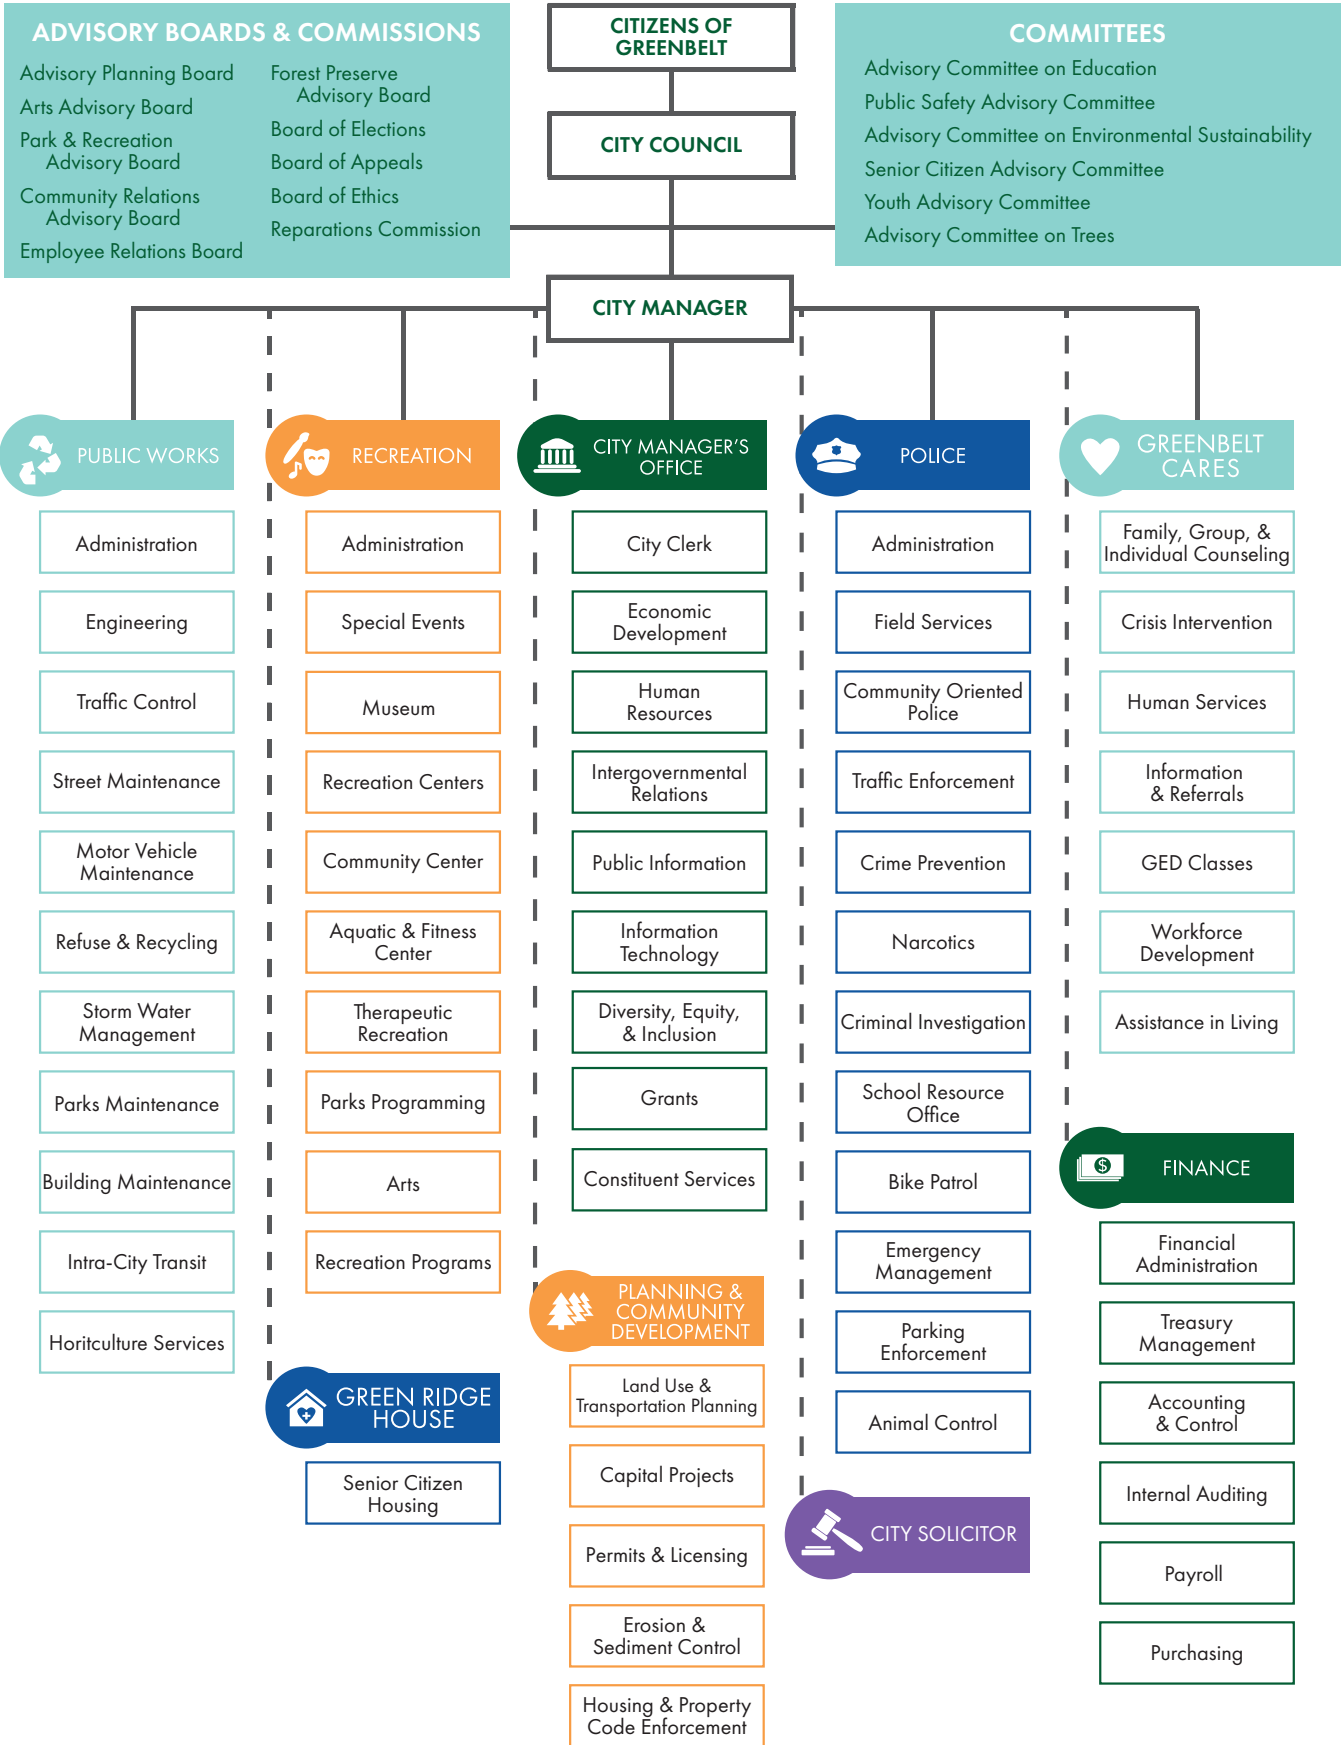 ADVISORY BOARDS & COMMISSIONS
Advisory Planning Board
Arts Advisory Board
Park & Recreation
Advisory Board
Community Relations
Advisory Board
Employee Relations Board
Forest Preserve
Advisory Board
Board of Elections
Board of Appeals
Board of Ethics
Reparations Commission
CITIZENS OF
GREENBELT
CITY COUNCIL
COMMITTEES
Advisory Committee on Education
Public Safety Advisory Committee
Advisory Committee on Environmental Sustainability
Senior Citizen Advisory Committee
Youth Advisory Committee
Advisory Committee on Trees
CITY MANAGER
PUBLIC WORKS
Administration
Engineering
Traffic Control
Street Maintenance
Motor Vehicle
Maintenance
Refuse & Recycling
Storm Water
Management
Parks Maintenance
Building Maintenance
Intra-City Transit
Horitculture Services
RECREATION
Administration
Special Events
Museum
Recreation Centers
Community Center
Aquatic & Fitness
Center
Therapeutic
Recreation
Parks Programming
Arts
Recreation Programs
GREEN RIDGE
HOUSE
Senior Citizen
Housing
CITY MANAGER'S
OFFICE
City Clerk
Economic
Development
Human
Resources
Intergovernmental
Relations
Public Information
Information
Technology
Diversity, Equity,
& Inclusion
Grants
Constituent Services
PLANNING &
COMMUNITY
DEVELOPMENT
Land Use &
Transportation Planning
Capital Projects
Permits & Licensing
Erosion &
Sediment Control
Housing & Property
Code Enforcement
POLICE
Administration
Field Services
Community Oriented
Police
Traffic Enforcement
Crime Prevention
Narcotics
Criminal Investigation
School Resource
Office
Bike Patrol
Emergency
Management
Parking
Enforcement
Animal Control
CITY SOLICITOR
GREENBELT
CARES
Family, Group, &
Individual Counseling
Crisis Intervention
Human Services
Information
& Referrals
GED Classes
Workforce
Development
Assistance in Living
$
FINANCE
Financial
Administration
Treasury
Management
Accounting
& Control
Internal Auditing
Payroll
Purchasing